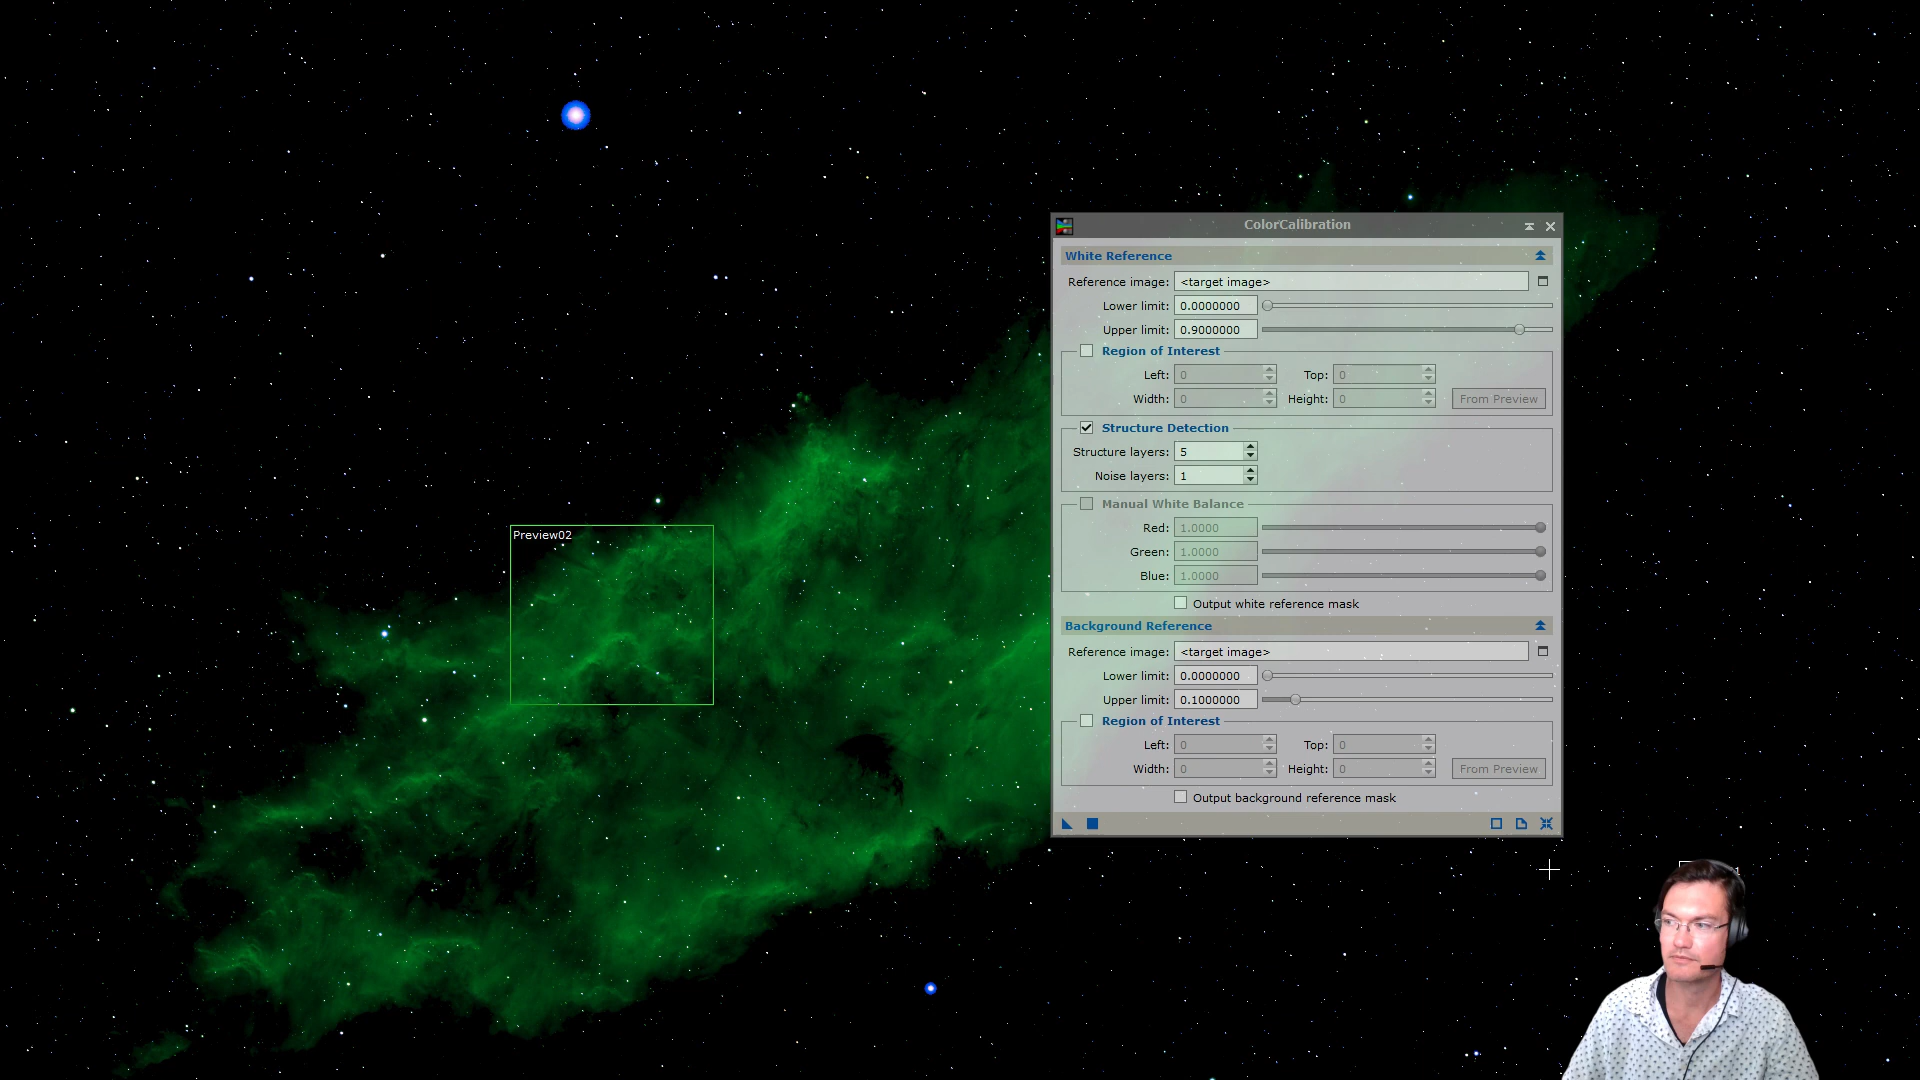 ColorCalibration
White Reference
Reference image: <target image>
Lower limit: 0.0000000
Upper limit: 0.9000000
Region of Interest
Left: 0 Top: 0
Width: 0 Height: 0 From Preview
Structure Detection
Structure layers: 5
Noise layers: 1
Manual White Balance
Red: 1.0000
Preview02
Green: 1.0000
Blue: 1.0000
Output white reference mask
Background Reference
Reference image: <target image>
Lower limit: 0.0000000
Upper limit: 0.1000000
Region of Interest
Left: 0 Top: 0
Width: 0 Height: 0 From Preview
Output background reference mask